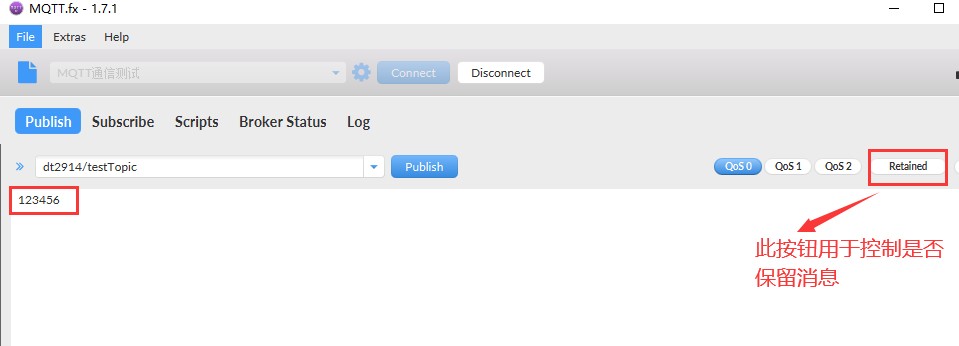 MQTT.fx - 1.7.1
File Extras Help
MQTT通信测试 Connect Disconnect
Publish Subscribe Scripts Broker Status Log
dt2914/testTopic Publish QoS 0 QoS 1 QoS 2 Retained
123456
此按钮用于控制是否
保留消息